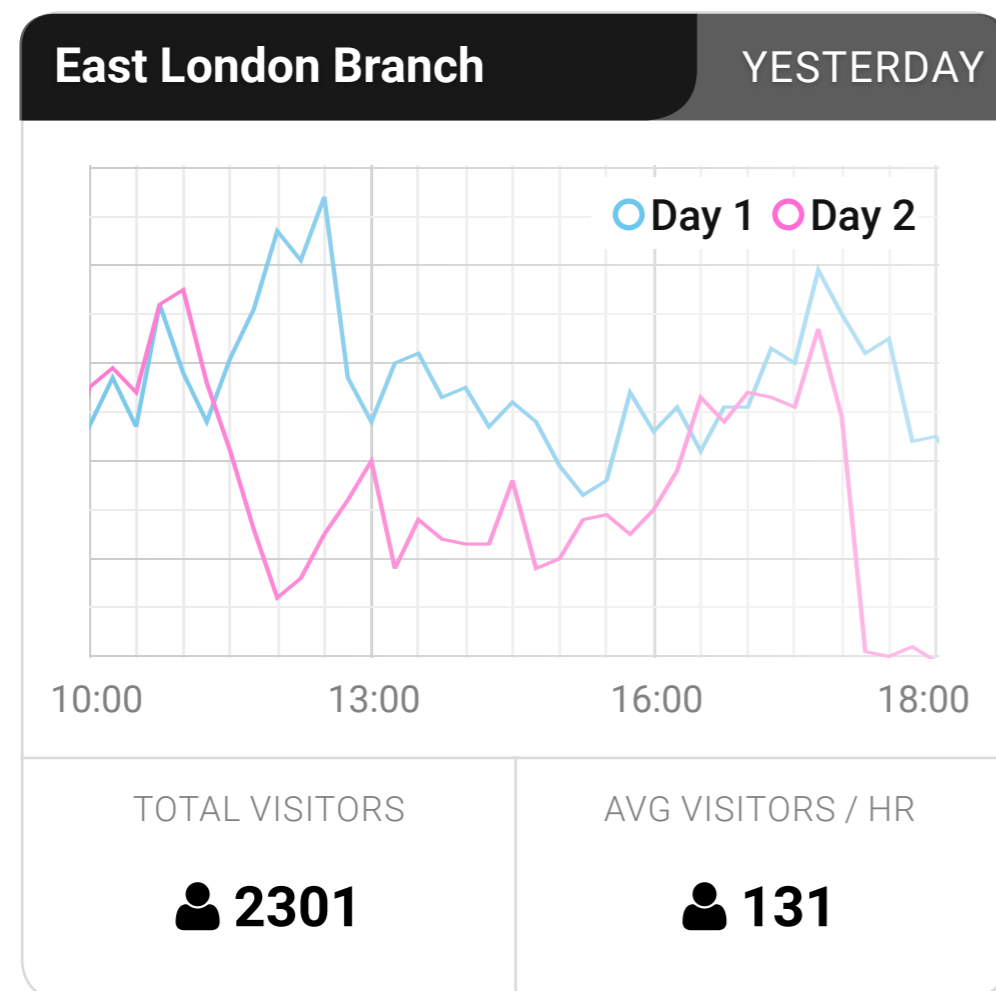 East London Branch
YESTERDAY
Day 1 Day 2
10:00 13:00 16:00 18:00
TOTAL VISITORS
AVG VISITORS / HR
2301
131